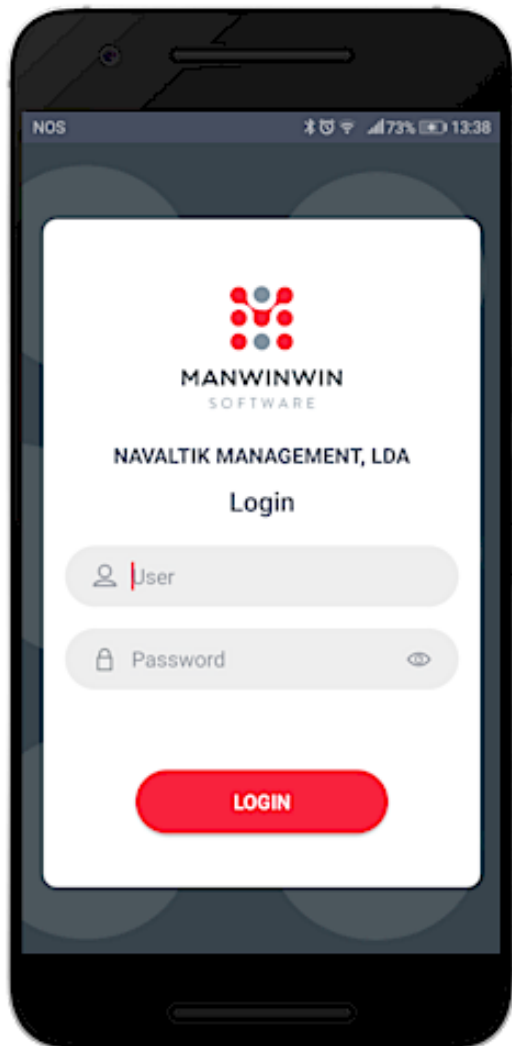 NOS 73% 13:38
MANWINWIN
SOFTWARE
NAVALTIK MANAGEMENT, LDA
Login
User
Password
LOGIN